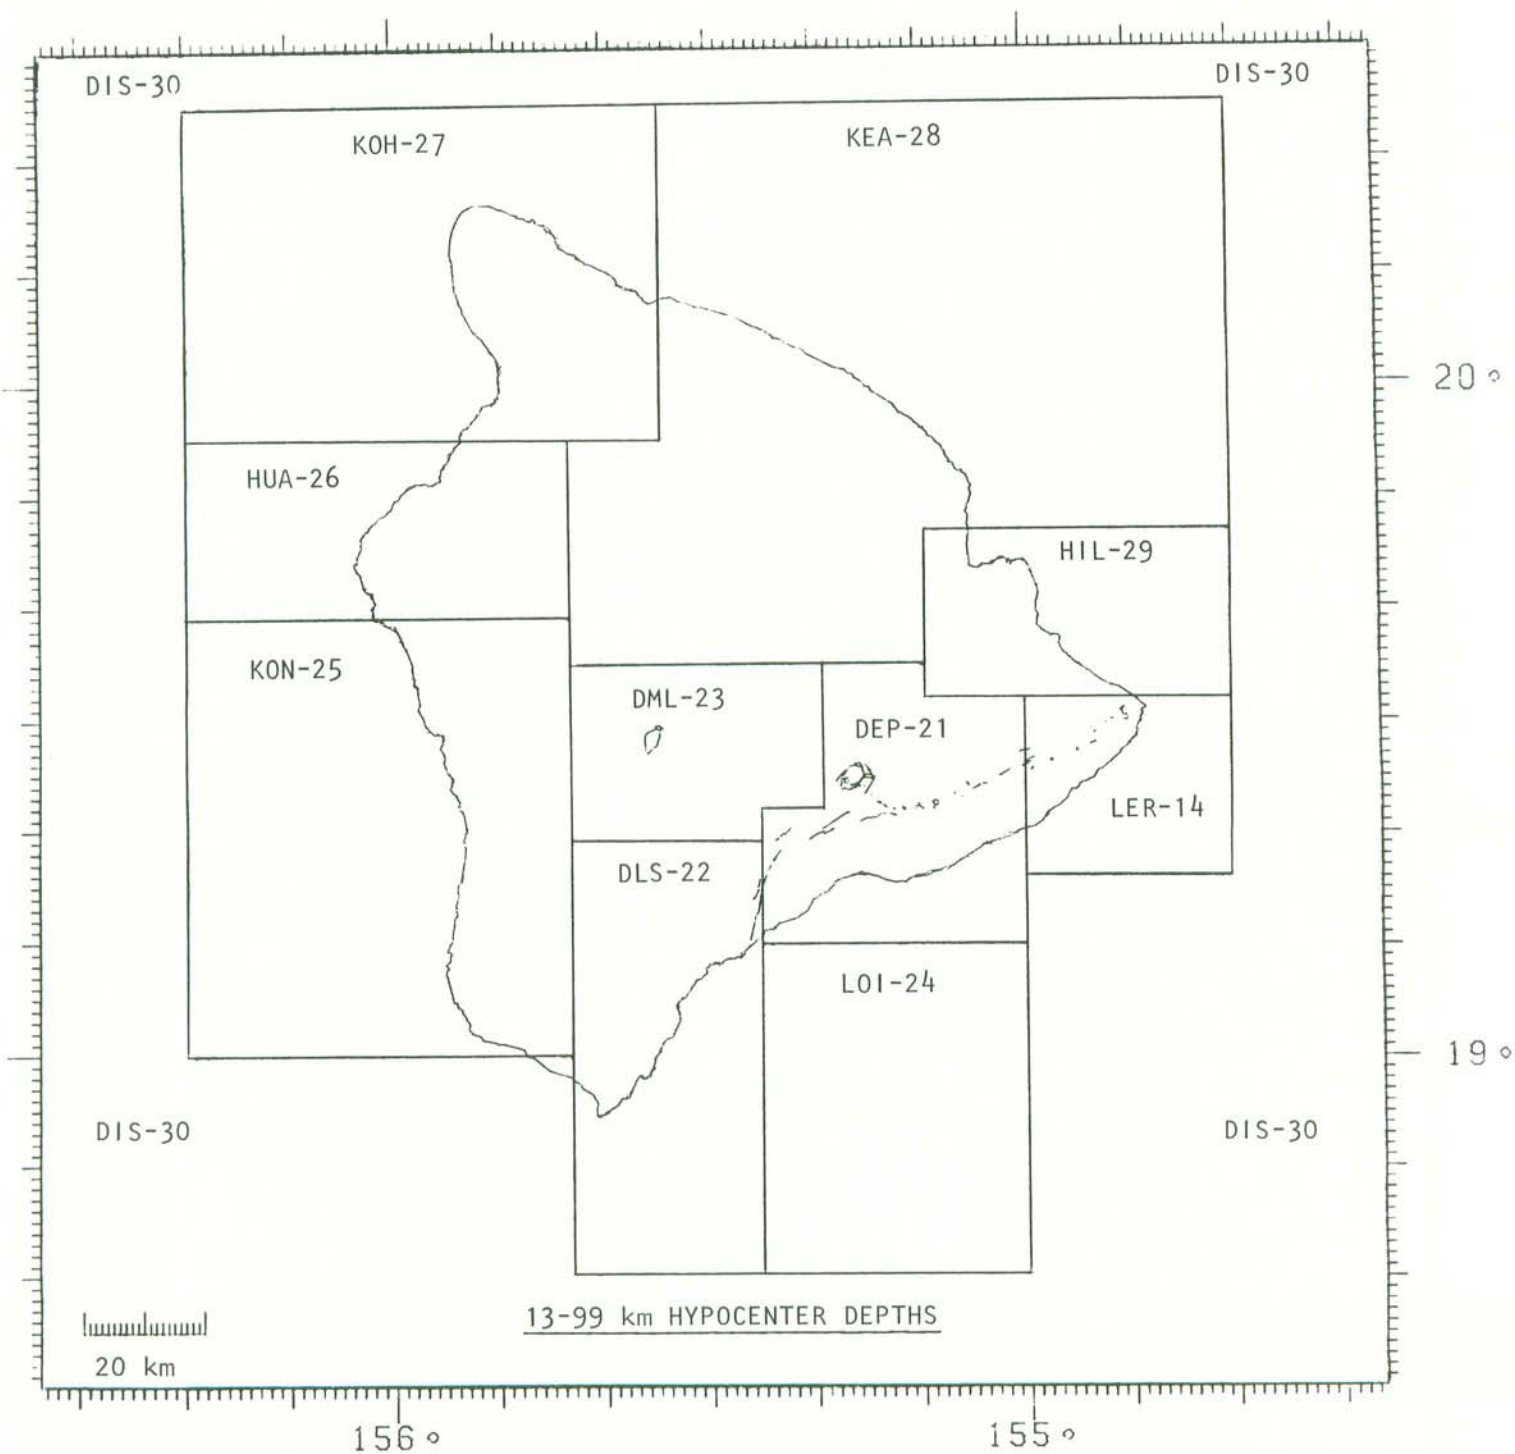 DIS-30
DIS-30
KOH-27
KEA-28
20°
HUA-26
HIL-29
KON-25
DML-23
DEP-21
LER-14
DLS-22
LOI-24
19°
DIS-30
DIS-30
13-99 km HYPOCENTER DEPTHS
20 km
156°
155°